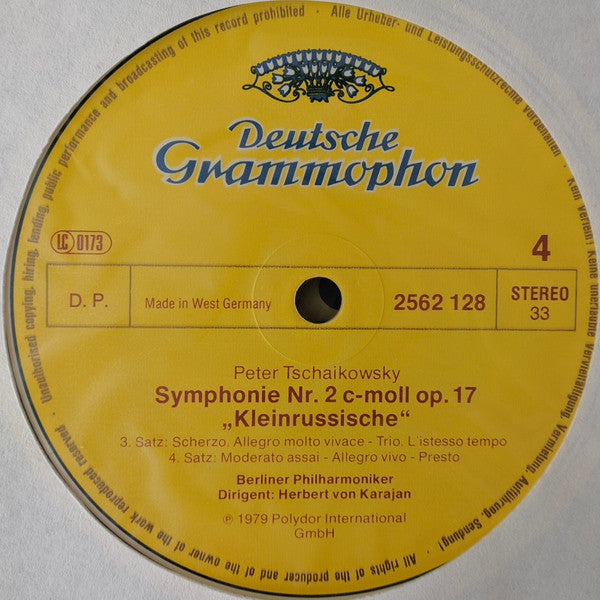 Deutsche
Grammophon
LC 0173
4
D. P.
Made in West Germany
2562 128
STEREO
33
Peter Tschaikowsky
Symphonie Nr. 2 c-moll op. 17
„Kleinrussische“
3. Satz: Scherzo. Allegro molto vivace - Trio. L'istesso tempo
4. Satz: Moderato assai - Allegro vivo - Presto
Berliner Philharmoniker
Dirigent: Herbert von Karajan
℗ 1979 Polydor International
GmbH
Alle Urheber- und Leistungsschutzrechte vorbehalten · Kein Verleih! Keine unerlaubte Vervielfältigung, Vermietung, Aufführung, Sendung!
· All rights of the producer and of the owner of the work reproduced reserved · Unauthorised copying, hiring, lending, public performance and broadcasting of this record prohibited ·